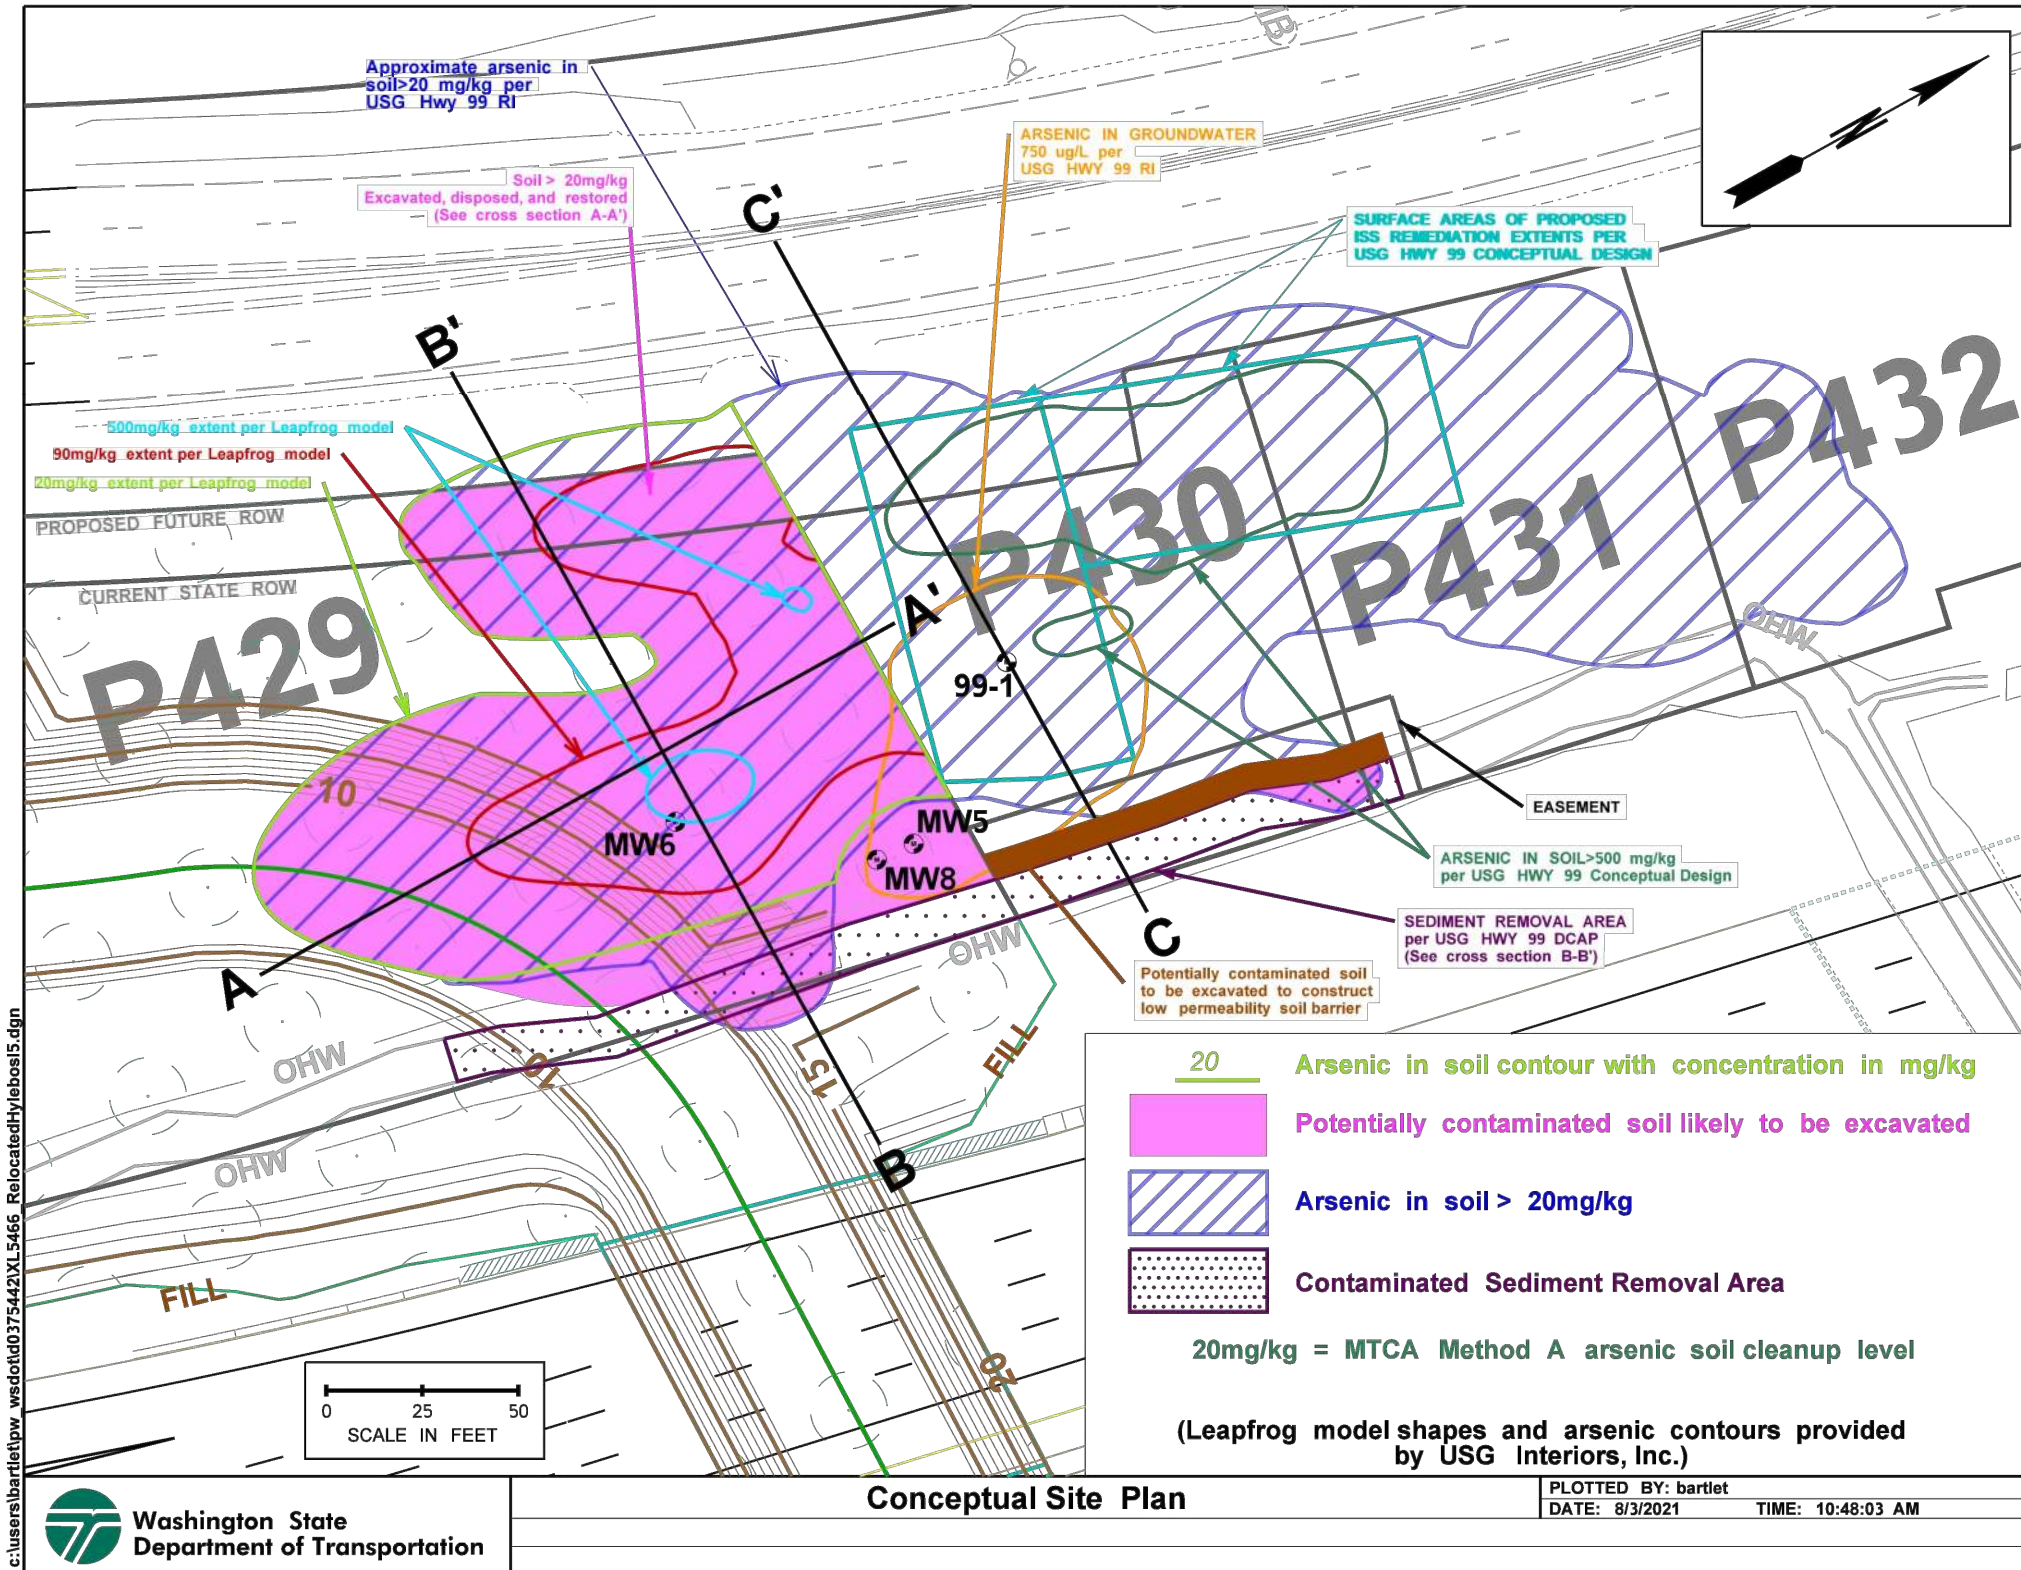 Approximate arsenic in
soil>20 mg/kg per
USG Hwy 99 RI
ARSENIC IN GROUNDWATER
750 ug/L per
USG HWY 99 RI
Soil > 20mg/kg
Excavated, disposed, and restored
(See cross section A-A')
SURFACE AREAS OF PROPOSED
ISS REMEDIATION EXTENTS PER
USG HWY 99 CONCEPTUAL DESIGN
N
C'
B'
500mg/kg extent per Leapfrog model
90mg/kg extent per Leapfrog model
20mg/kg extent per Leapfrog model
PROPOSED FUTURE ROW
CURRENT STATE ROW
P429
P430
P431
P432
A'
99-1
OHW
10
MW6
MW5
MW8
EASEMENT
ARSENIC IN SOIL>500 mg/kg
per USG HWY 99 Conceptual Design
SEDIMENT REMOVAL AREA
per USG HWY 99 DCAP
(See cross section B-B')
Potentially contaminated soil
to be excavated to construct
low permeability soil barrier
A
C
OHW
OHW
OHW
10
15
FILL
B
FILL
20
20 Arsenic in soil contour with concentration in mg/kg
Potentially contaminated soil likely to be excavated
Arsenic in soil > 20mg/kg
Contaminated Sediment Removal Area
20mg/kg = MTCA Method A arsenic soil cleanup level
(Leapfrog model shapes and arsenic contours provided
by USG Interiors, Inc.)
0 25 50
SCALE IN FEET
c:\users\bartlet\pw_wsdot\d0375442\XL5466_RelocatedHylebosI5.dgn
Washington State
Department of Transportation
Conceptual Site Plan
PLOTTED BY: bartlet
DATE: 8/3/2021 TIME: 10:48:03 AM